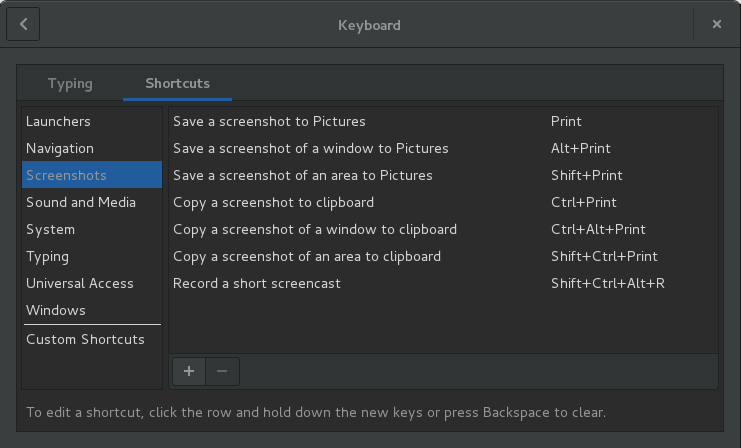 Keyboard
Typing Shortcuts
Launchers
Navigation
Screenshots
Sound and Media
System
Typing
Universal Access
Windows
Custom Shortcuts
Save a screenshot to Pictures Print
Save a screenshot of a window to Pictures Alt+Print
Save a screenshot of an area to Pictures Shift+Print
Copy a screenshot to clipboard Ctrl+Print
Copy a screenshot of a window to clipboard Ctrl+Alt+Print
Copy a screenshot of an area to clipboard Shift+Ctrl+Print
Record a short screencast Shift+Ctrl+Alt+R
To edit a shortcut, click the row and hold down the new keys or press Backspace to clear.